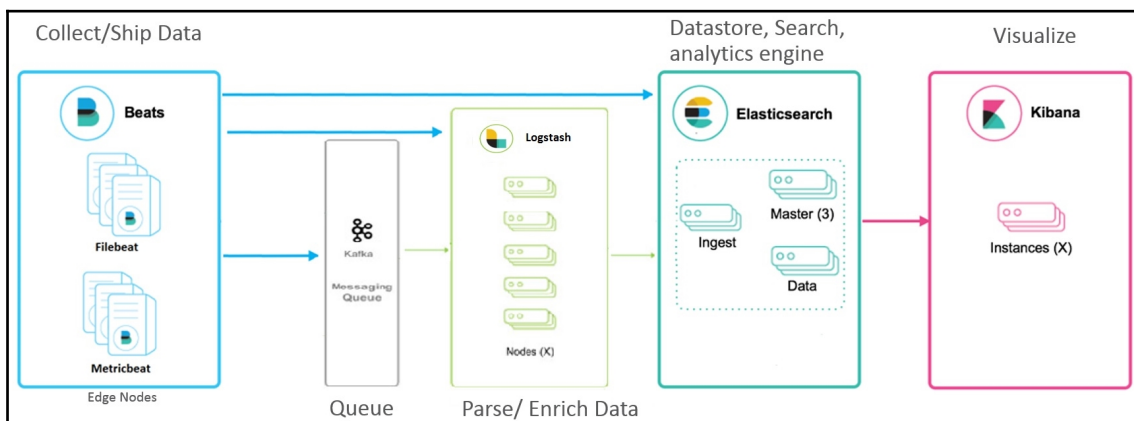 Collect/Ship Data
Datastore, Search,
analytics engine
Visualize
Beats
Filebeat
Metricbeat
Edge Nodes
Kafka
Messaging
Queue
Queue
Logstash
Nodes (X)
Parse/ Enrich Data
Elasticsearch
Master (3)
Ingest
Data
Kibana
Instances (X)